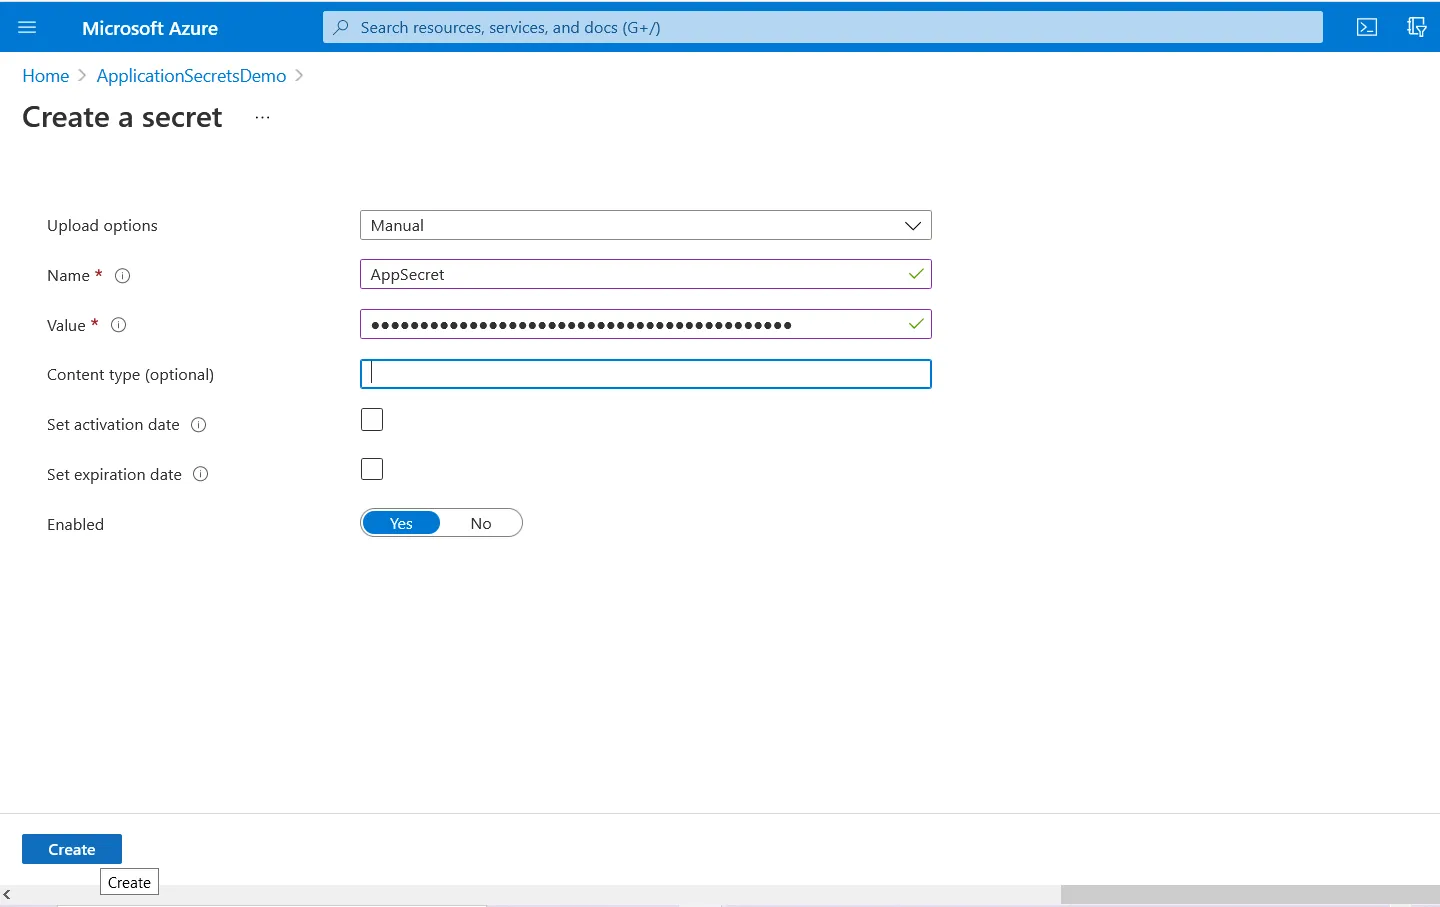 Microsoft Azure
Search resources, services, and docs (G+/)
Home > ApplicationSecretsDemo >
Create a secret ...
Upload options
Manual
Name *
AppSecret
Value *
●●●●●●●●●●●●●●●●●●●●●●●●●●●●●●●●●●●●●●●●●●●
Content type (optional)
Set activation date
Set expiration date
Enabled
Yes No
Create
Create